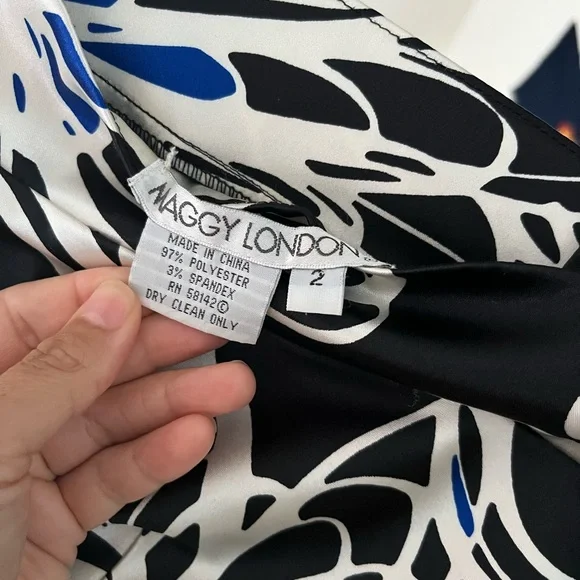 MAGGY LONDON
2
MADE IN CHINA
97% POLYESTER
3% SPANDEX
RN 58142©
DRY CLEAN ONLY